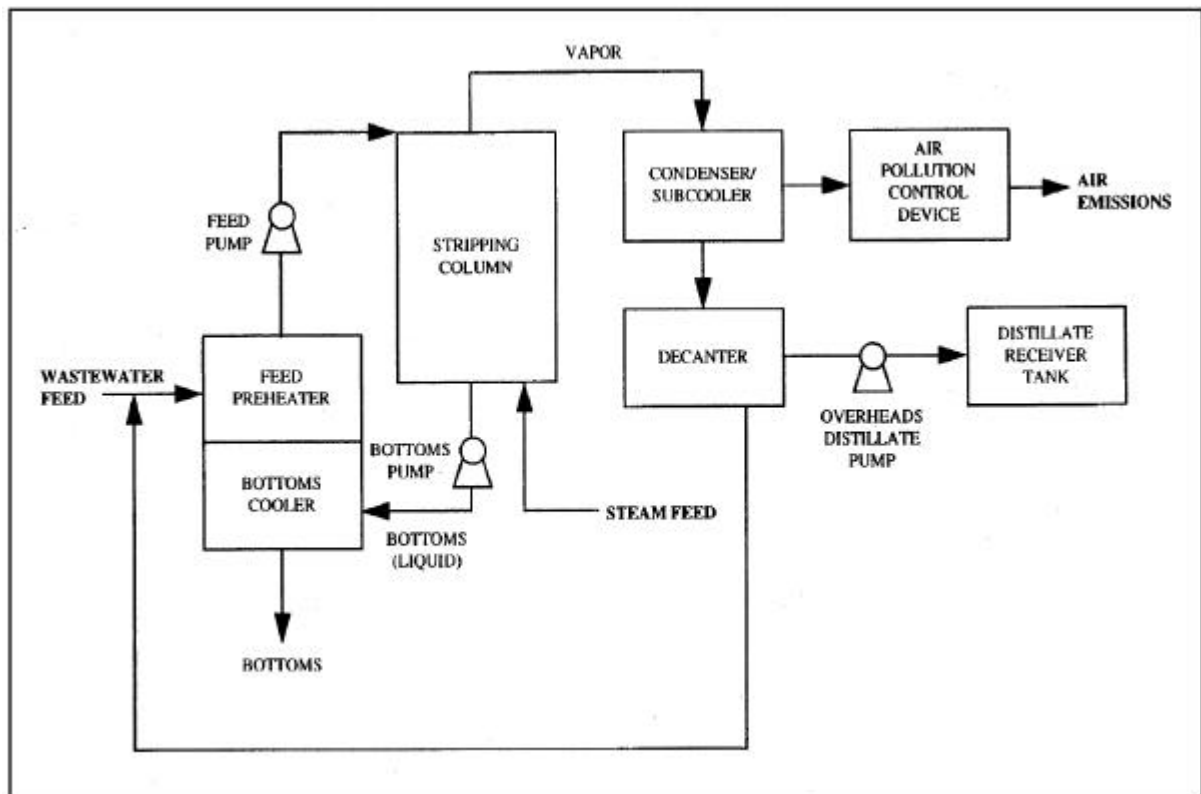 VAPOR
CONDENSER/
SUBCOOLER
AIR
POLLUTION
CONTROL
DEVICE
AIR
EMISSIONS
FEED
PUMP
STRIPPING
COLUMN
WASTEWATER
FEED
FEED
PREHEATER
DECANTER
DISTILLATE
RECEIVER
TANK
OVERHEADS
DISTILLATE
PUMP
BOTTOMS
PUMP
BOTTOMS
COOLER
STEAM FEED
BOTTOMS
(LIQUID)
BOTTOMS